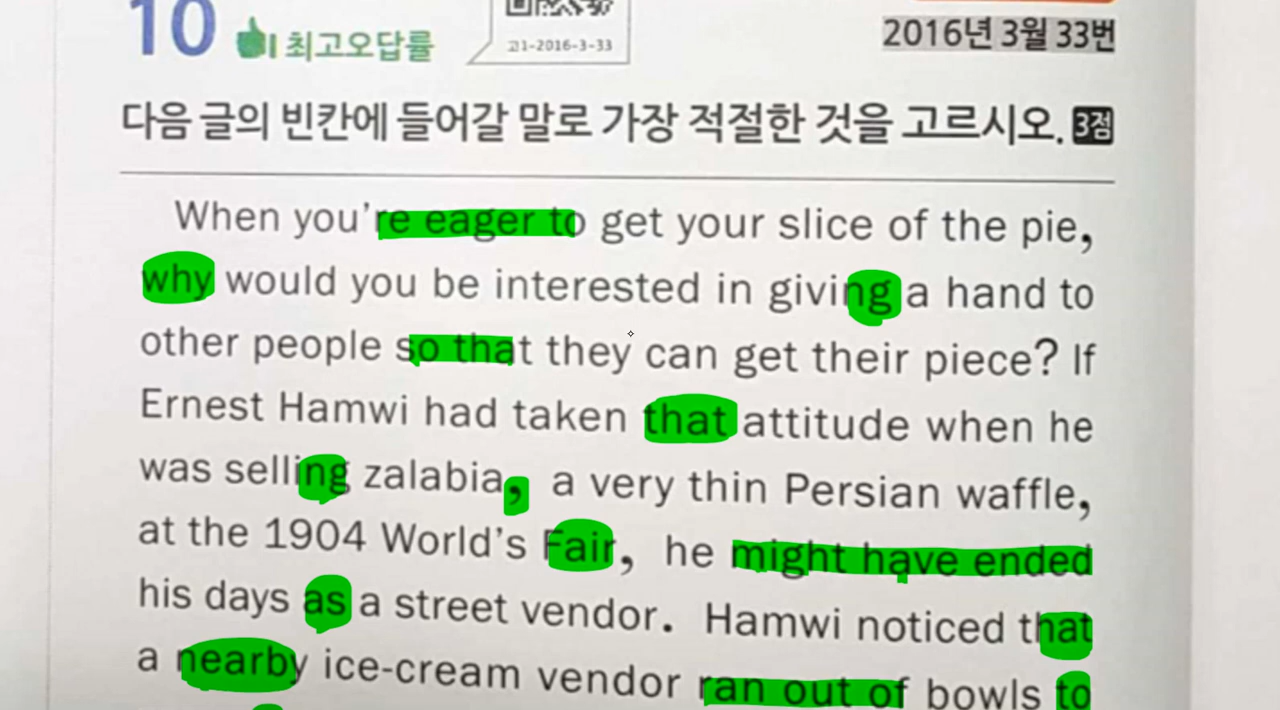 10 최고오답률
고1-2016-3-33
2016년 3월 33번
다음 글의 빈칸에 들어갈 말로 가장 적절한 것을 고르시오. 3점
When you're eager to get your slice of the pie,
why would you be interested in giving a hand to
other people so that they can get their piece? If
Ernest Hamwi had taken that attitude when he
was selling zalabia, a very thin Persian waffle,
at the 1904 World's Fair, he might have ended
his days as a street vendor. Hamwi noticed that
a nearby ice-cream vendor ran out of bowls to